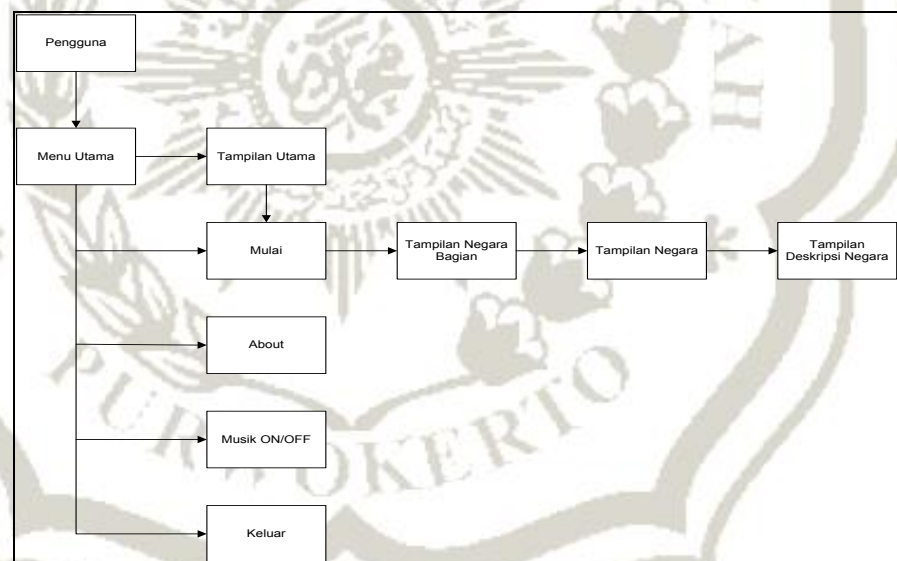 Pengguna
Menu Utama
Tampilan Utama
Mulai
Tampilan Negara
Bagian
Tampilan Negara
Tampilan
Deskripsi Negara
About
Musik ON/OFF
Keluar
PURWOKERTO